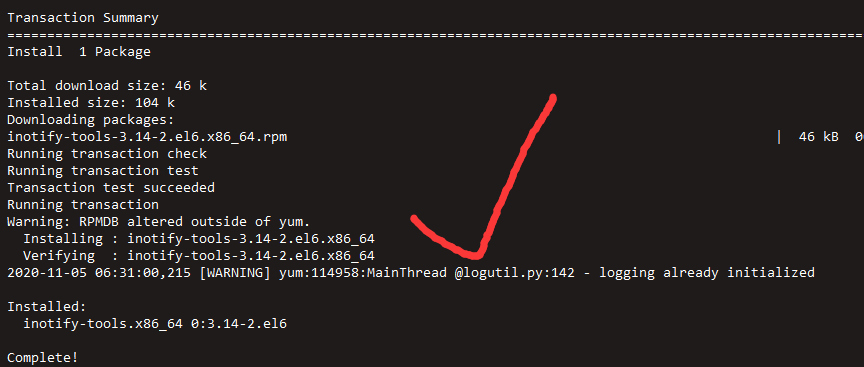 Transaction Summary
================================================================================
Install  1 Package
Total download size: 46 k
Installed size: 104 k
Downloading packages:
inotify-tools-3.14-2.el6.x86_64.rpm | 46 kB 0
Running transaction check
Running transaction test
Transaction test succeeded
Running transaction
Warning: RPMDB altered outside of yum.
  Installing : inotify-tools-3.14-2.el6.x86_64
  Verifying  : inotify-tools-3.14-2.el6.x86_64
2020-11-05 06:31:00,215 [WARNING] yum:114958:MainThread @logutil.py:142 - logging already initialized
Installed:
  inotify-tools.x86_64 0:3.14-2.el6
Complete!